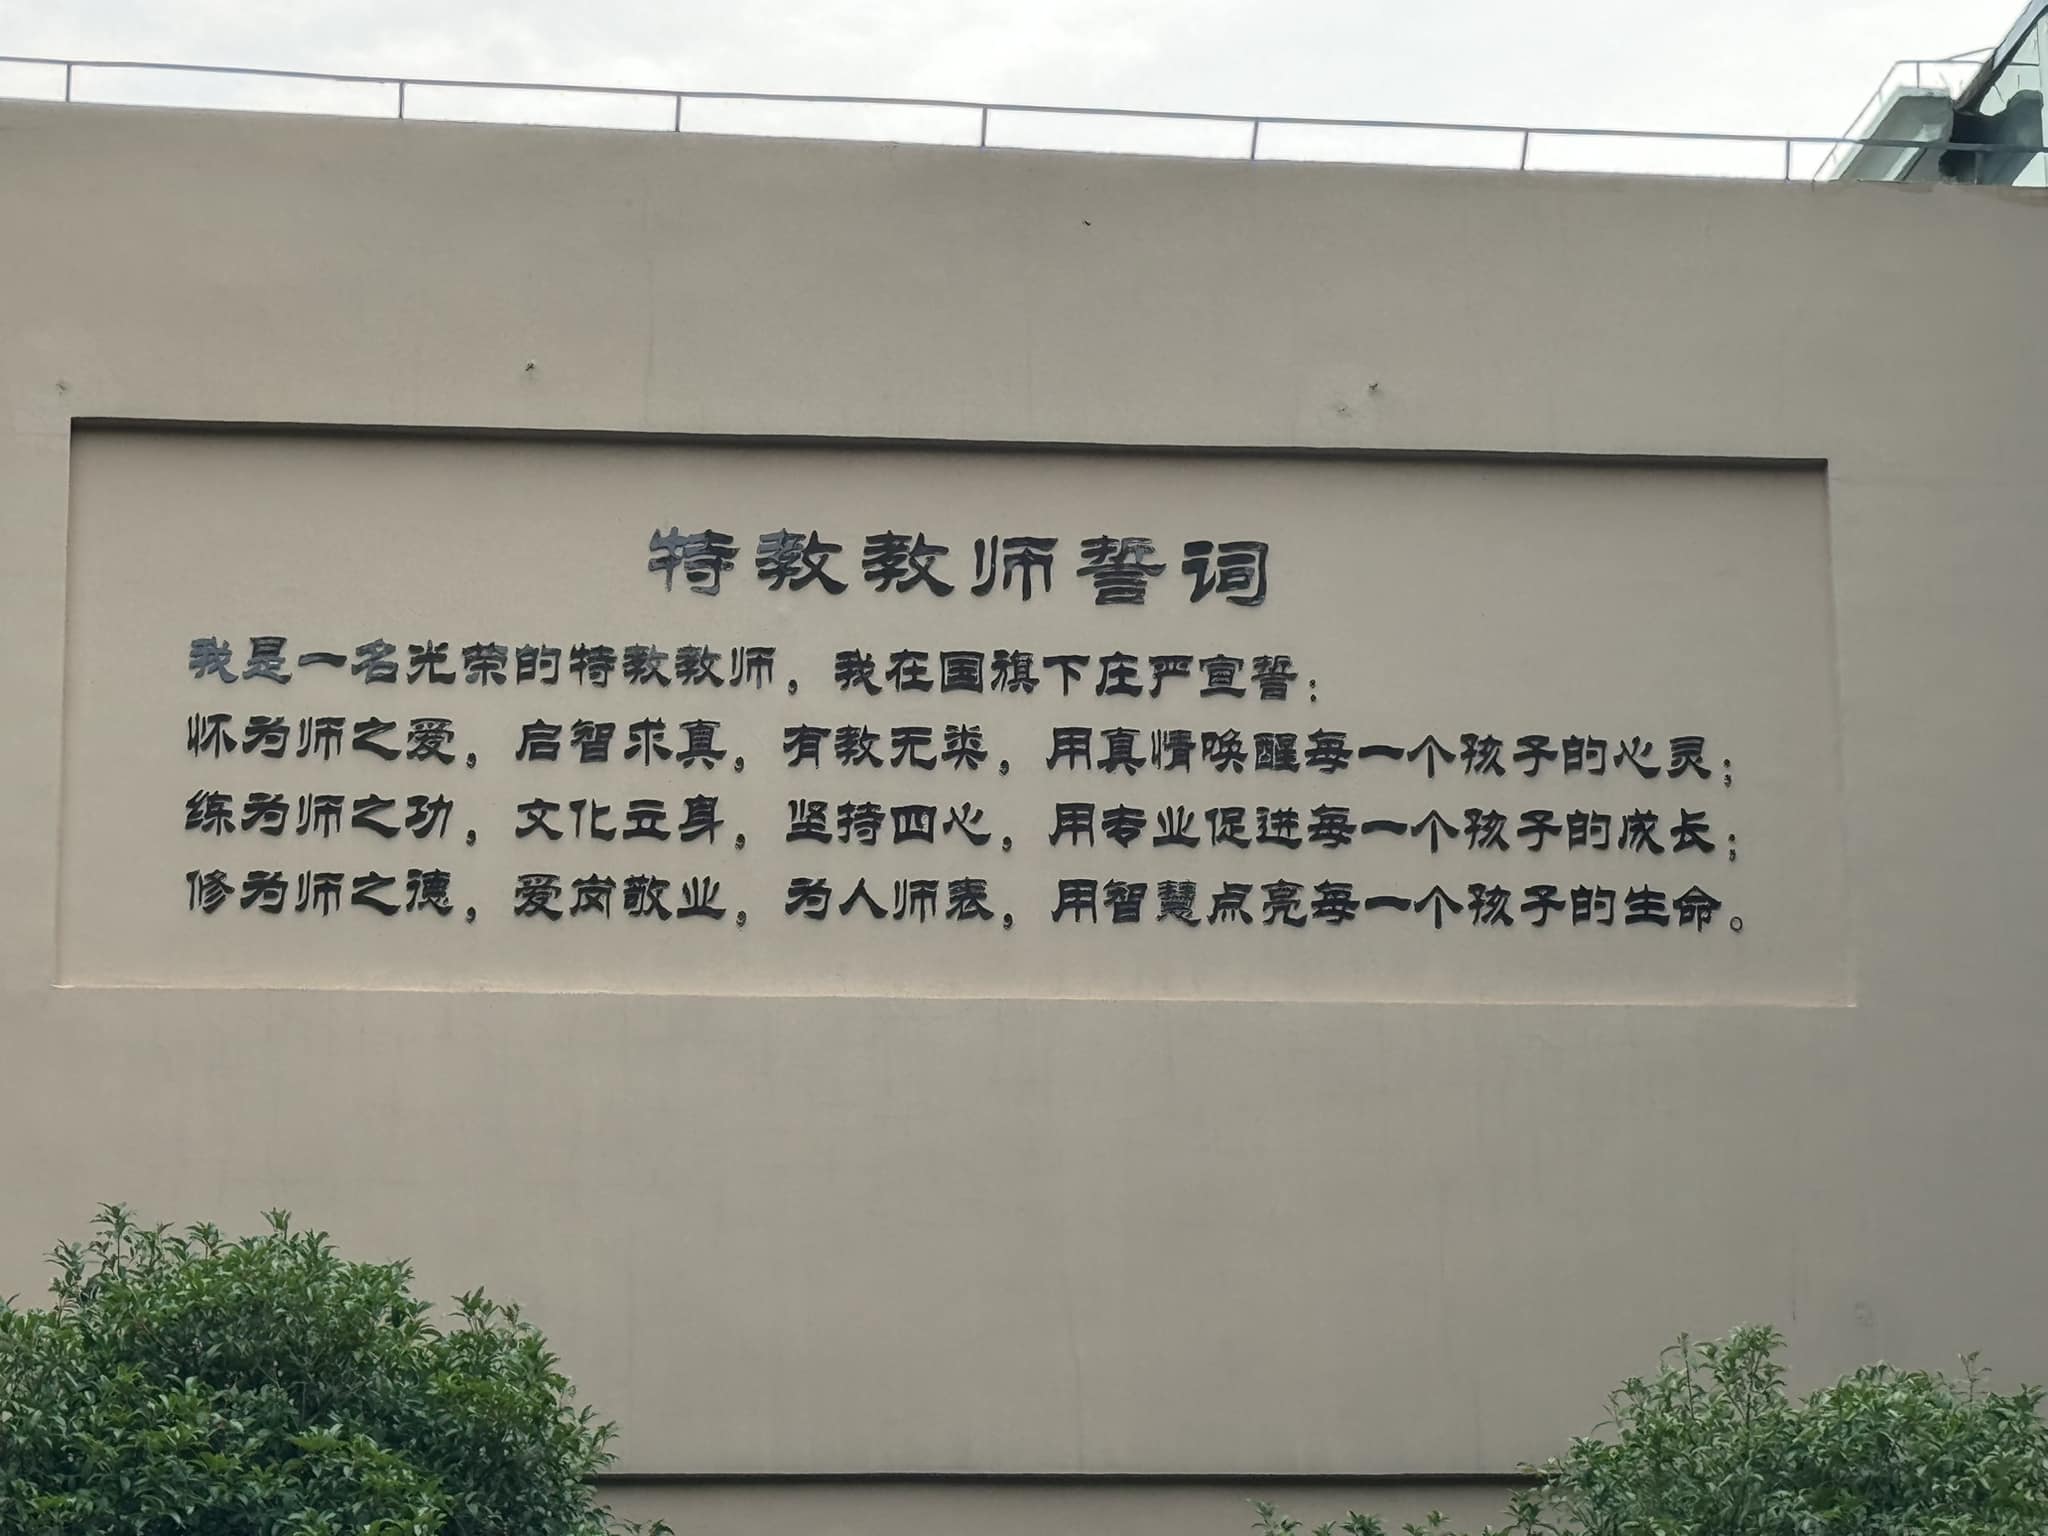 特教教师誓词
我是一名光荣的特教教师，我在国旗下庄严宣誓：
怀为师之爱，启智求真，有教无类，用真情唤醒每一个孩子的心灵；
练为师之功，文化立身，坚持四心，用专业促进每一个孩子的成长；
修为师之德，爱岗敬业，为人师表，用智慧点亮每一个孩子的生命。